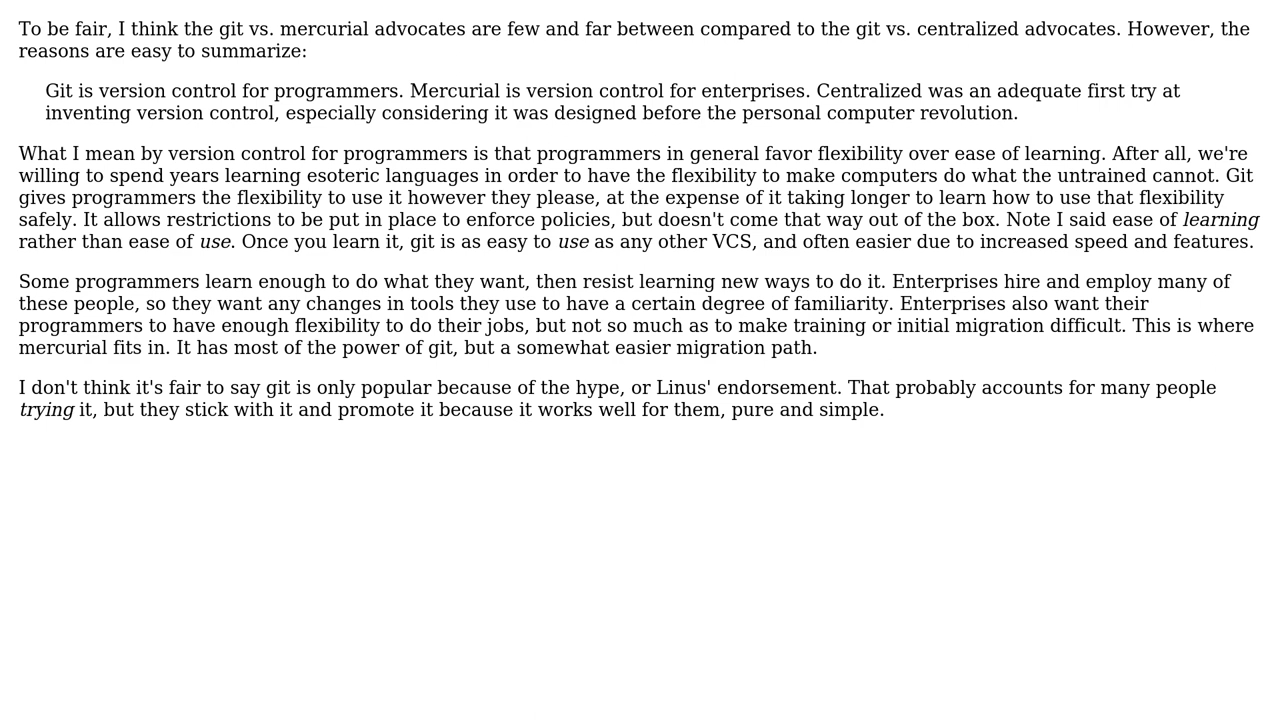 To be fair, I think the git vs. mercurial advocates are few and far between compared to the git vs. centralized advocates. However, the
reasons are easy to summarize:
Git is version control for programmers. Mercurial is version control for enterprises. Centralized was an adequate first try at
inventing version control, especially considering it was designed before the personal computer revolution.
What I mean by version control for programmers is that programmers in general favor flexibility over ease of learning. After all, we're
willing to spend years learning esoteric languages in order to have the flexibility to make computers do what the untrained cannot. Git
gives programmers the flexibility to use it however they please, at the expense of it taking longer to learn how to use that flexibility
safely. It allows restrictions to be put in place to enforce policies, but doesn't come that way out of the box. Note I said ease of learning
rather than ease of use. Once you learn it, git is as easy to use as any other VCS, and often easier due to increased speed and features.
Some programmers learn enough to do what they want, then resist learning new ways to do it. Enterprises hire and employ many of
these people, so they want any changes in tools they use to have a certain degree of familiarity. Enterprises also want their
programmers to have enough flexibility to do their jobs, but not so much as to make training or initial migration difficult. This is where
mercurial fits in. It has most of the power of git, but a somewhat easier migration path.
I don't think it's fair to say git is only popular because of the hype, or Linus' endorsement. That probably accounts for many people
trying it, but they stick with it and promote it because it works well for them, pure and simple.